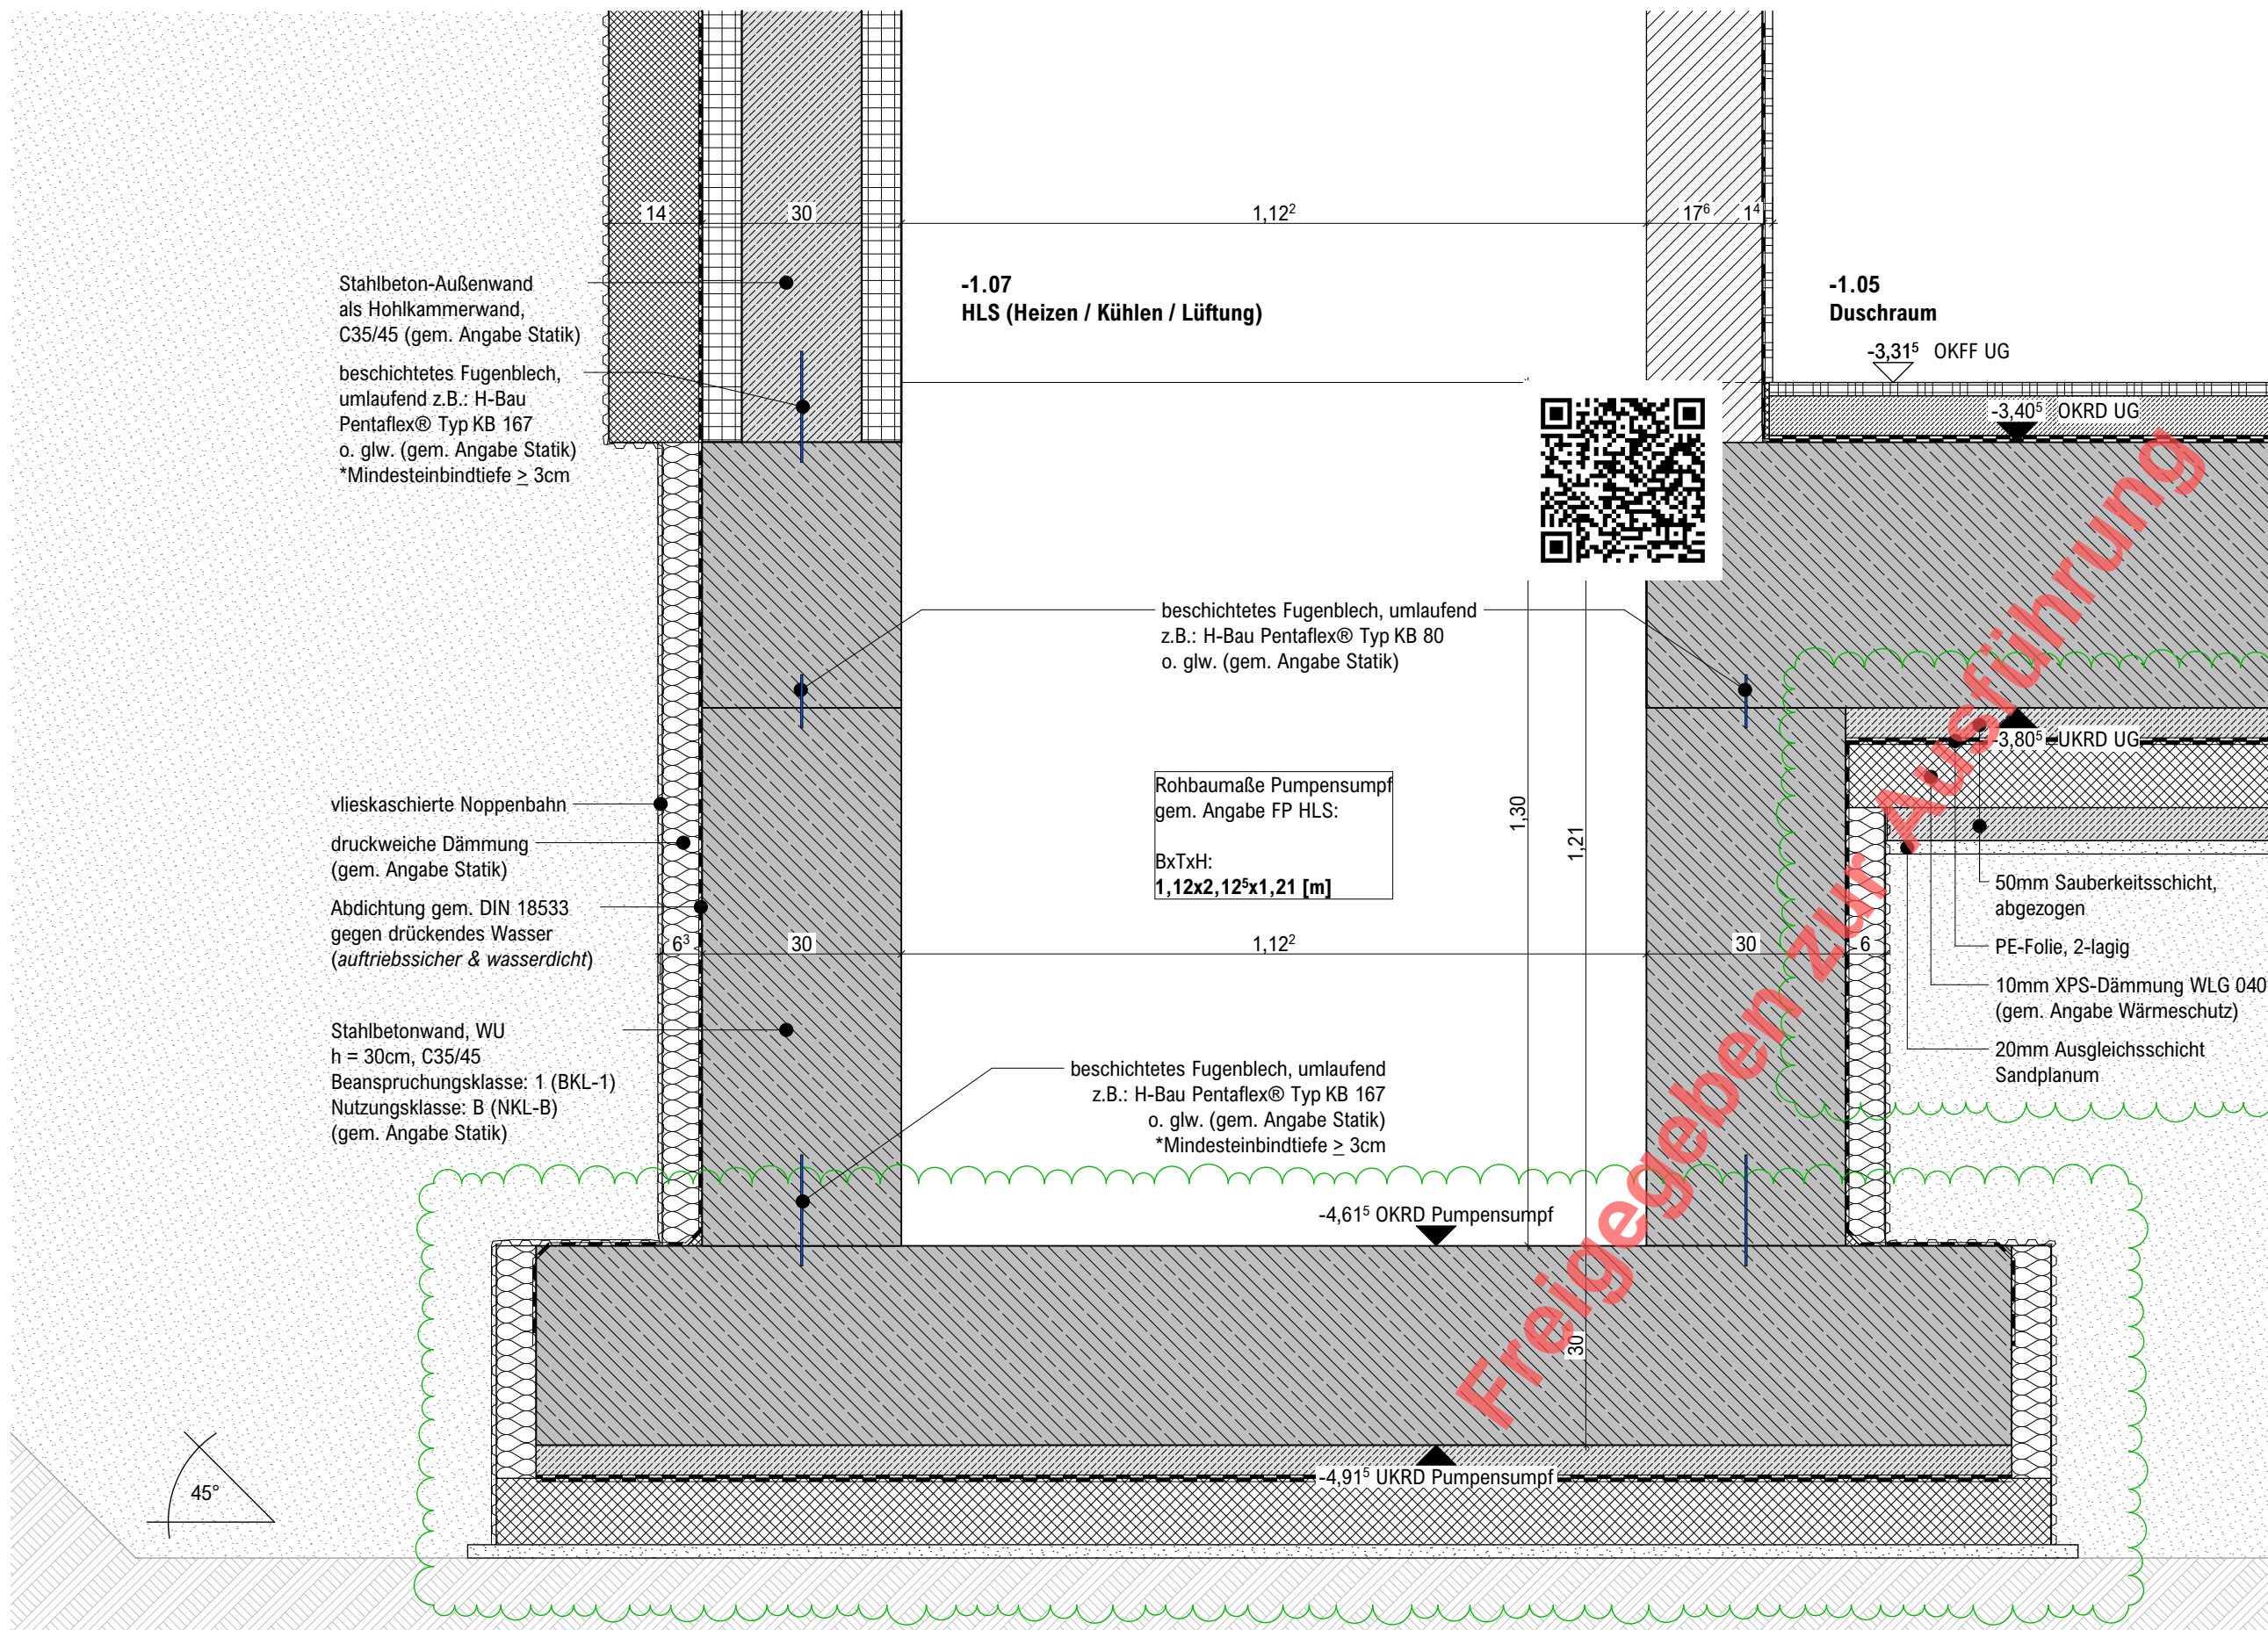 14
30
1,12²
17⁶
1⁴
Stahlbeton-Außenwand
als Hohlkammerwand,
C35/45 (gem. Angabe Statik)
beschichtetes Fugenblech,
umlaufend z.B.: H-Bau
Pentaflex® Typ KB 167
o. glw. (gem. Angabe Statik)
*Mindesteinbindtiefe ≥ 3cm
-1.07
HLS (Heizen / Kühlen / Lüftung)
-1.05
Duschraum
-3,31⁵ OKFF UG
-3,40⁵ OKRD UG
beschichtetes Fugenblech, umlaufend
z.B.: H-Bau Pentaflex® Typ KB 80
o. glw. (gem. Angabe Statik)
-3,80⁵ UKRD UG
vlieskaschierte Noppenbahn
druckweiche Dämmung
(gem. Angabe Statik)
Abdichtung gem. DIN 18533
gegen drückendes Wasser
(auftriebssicher & wasserdicht)
Rohbaumaße Pumpensumpf
gem. Angabe FP HLS:
BxTxH:
1,12x2,12⁵x1,21 [m]
1,30
1,21
6³
30
1,12²
30
6
50mm Sauberkeitsschicht,
abgezogen
PE-Folie, 2-lagig
10mm XPS-Dämmung WLG 040
(gem. Angabe Wärmeschutz)
20mm Ausgleichsschicht
Sandplanum
Stahlbetonwand, WU
h = 30cm, C35/45
Beanspruchungsklasse: 1 (BKL-1)
Nutzungsklasse: B (NKL-B)
(gem. Angabe Statik)
beschichtetes Fugenblech, umlaufend
z.B.: H-Bau Pentaflex® Typ KB 167
o. glw. (gem. Angabe Statik)
*Mindesteinbindtiefe ≥ 3cm
-4,61⁵ OKRD Pumpensumpf
30
-4,91⁵ UKRD Pumpensumpf
45°
Freigegeben zur Ausführung